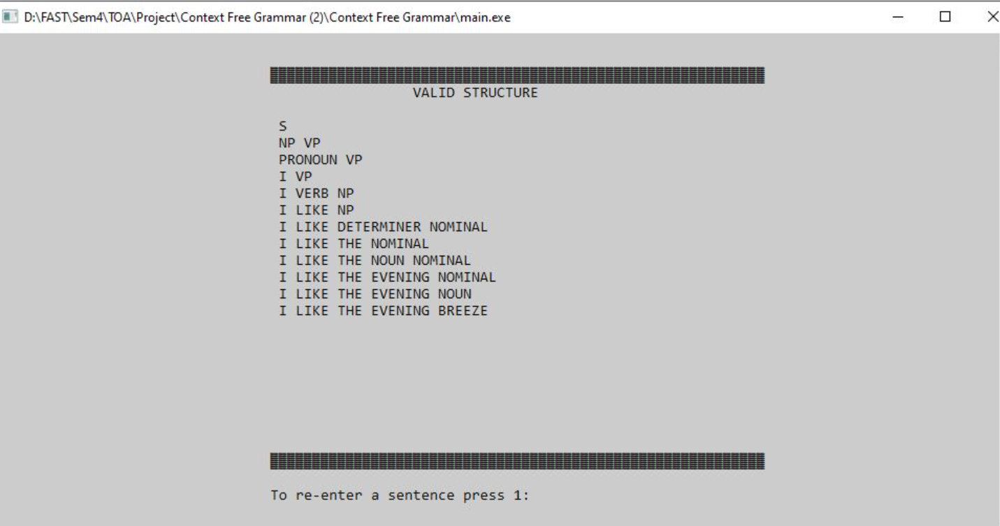 D:\FAST\Sem4\TOA\Project\Context Free Grammar (2)\Context Free Grammar\main.exe
VALID STRUCTURE
S
NP VP
PRONOUN VP
I VP
I VERB NP
I LIKE NP
I LIKE DETERMINER NOMINAL
I LIKE THE NOMINAL
I LIKE THE NOUN NOMINAL
I LIKE THE EVENING NOMINAL
I LIKE THE EVENING NOUN
I LIKE THE EVENING BREEZE
To re-enter a sentence press 1: